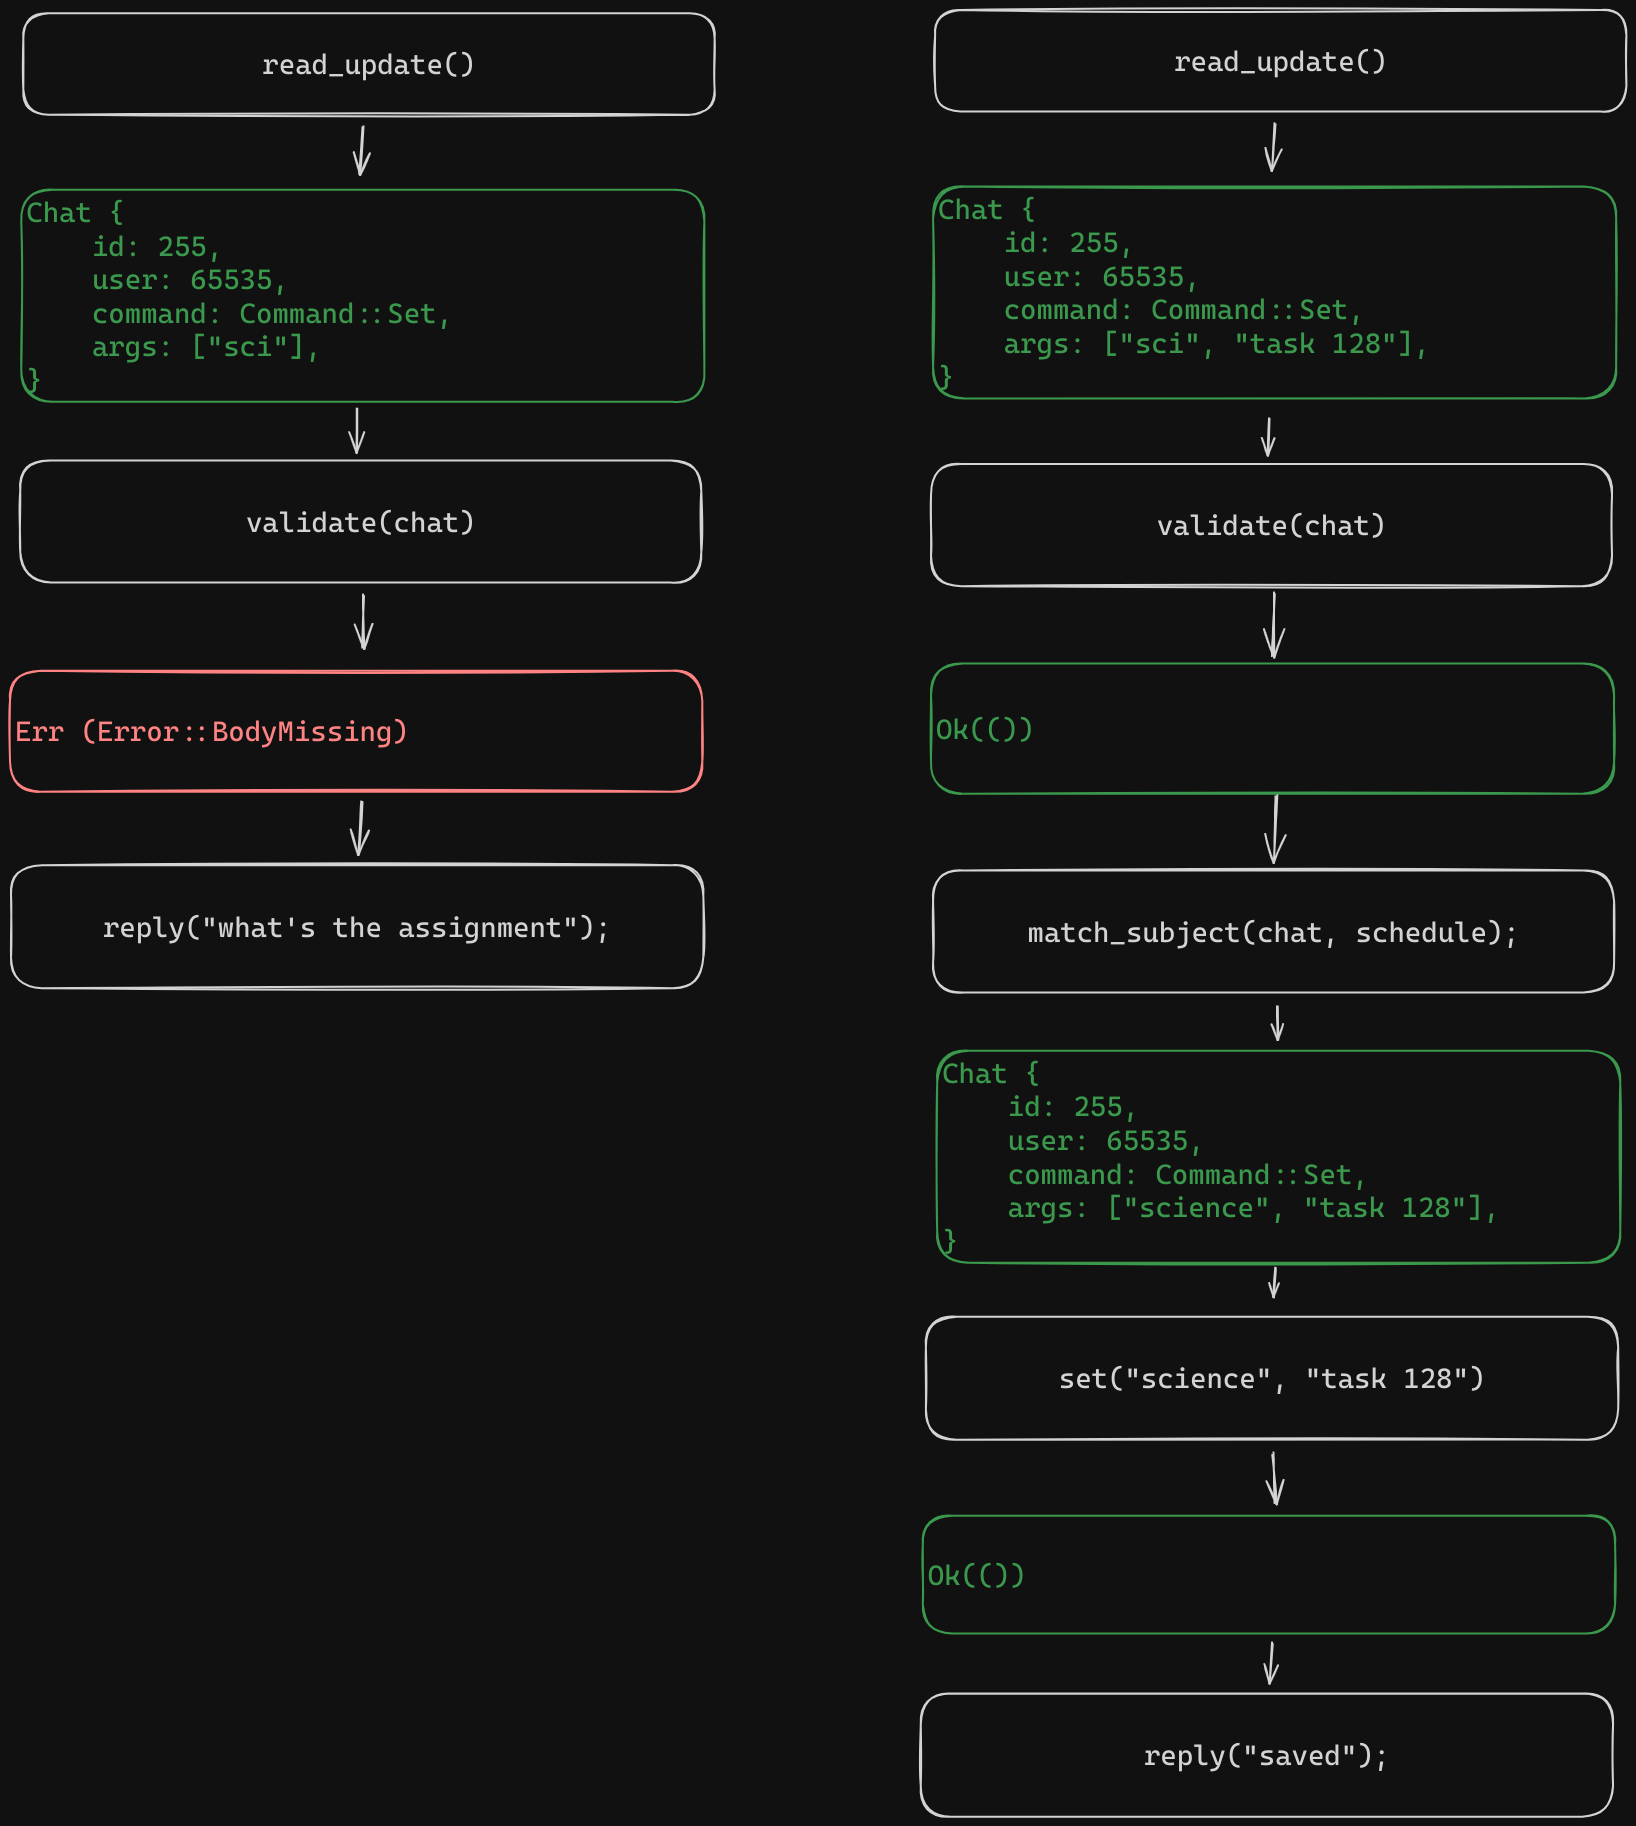 read_update()
Chat {
    id: 255,
    user: 65535,
    command: Command::Set,
    args: ["sci"],
}
validate(chat)
Err (Error::BodyMissing)
reply("what's the assignment");
read_update()
Chat {
    id: 255,
    user: 65535,
    command: Command::Set,
    args: ["sci", "task 128"],
}
validate(chat)
Ok(())
match_subject(chat, schedule);
Chat {
    id: 255,
    user: 65535,
    command: Command::Set,
    args: ["science", "task 128"],
}
set("science", "task 128")
Ok(())
reply("saved");